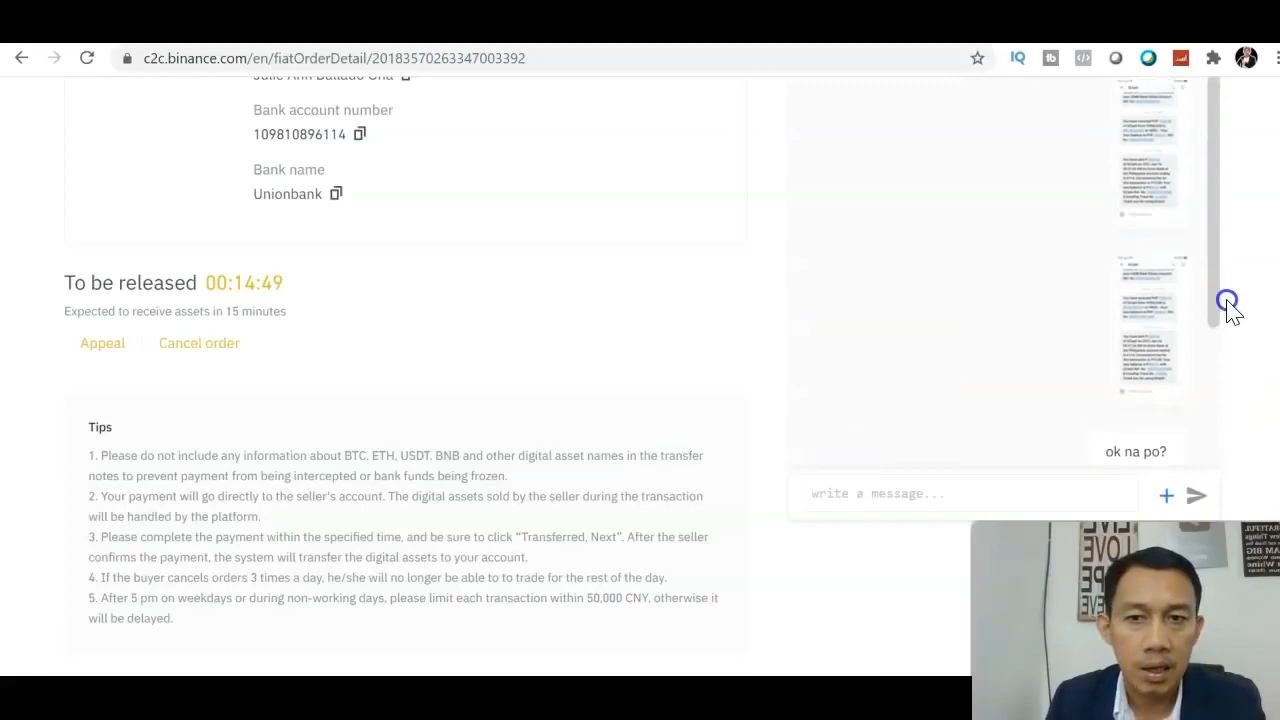 c2c.binance.com/en/fiatOrderDetail/20183570263347003392
Bank account number
109810896114
Bank name
Unionbank
To be released 00:14:49
Expected to receive assets in 15 minutes
Appeal
Cancel order
Tips
1. Please do not include any information about BTC, ETH, USDT, BNB and other digital asset names in the transfer
notes to prevent payment from being intercepted or bank funds being frozen.
2. Your payment will go directly to the seller's account. The digital assets sold by the seller during the transaction
will be handled by the platform.
3. Please complete the payment within the specified time, and be sure to click "Transferred, Next". After the seller
confirms the payment, the system will transfer the digital assets to your account.
4. If the buyer cancels orders 3 times a day, he/she will no longer be able to to trade for the rest of the day.
5. After 5 pm on weekdays or during non-working days, please limit each transaction within 50,000 CNY, otherwise it
will be delayed.
ok na po?
write a message...
LIVE
LOVE